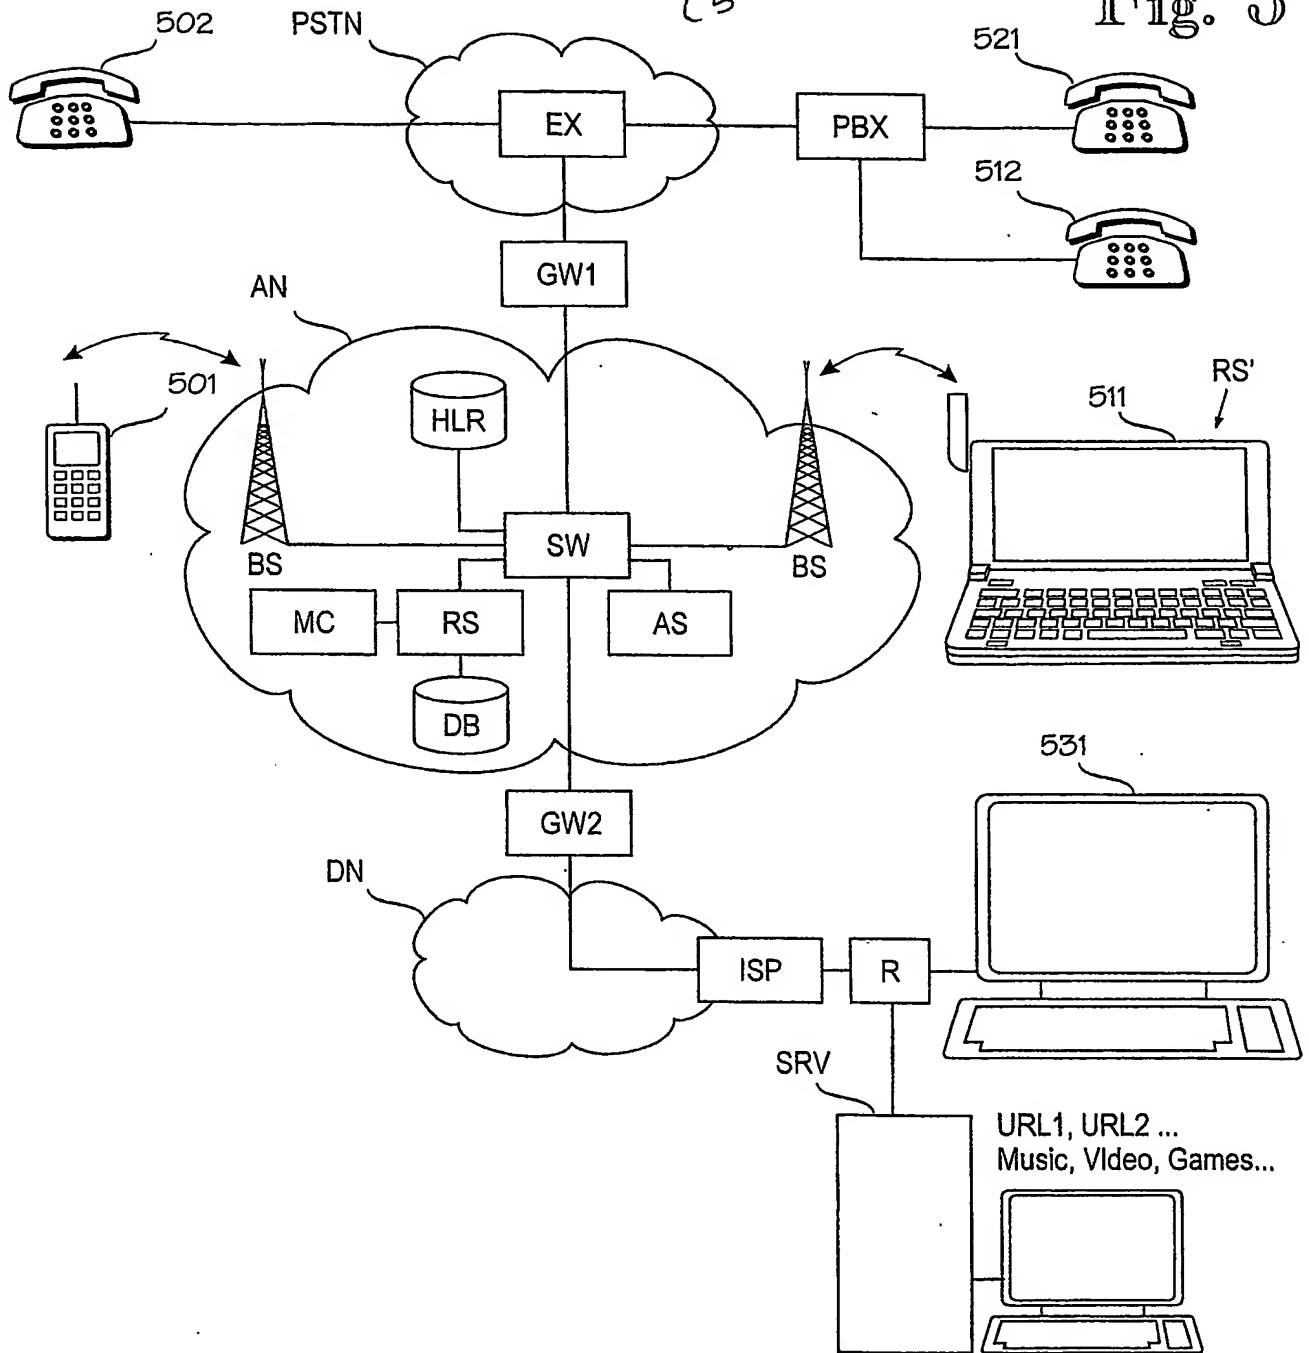 Fig. 5
502
PSTN
521
EX
PBX
512
GW1
AN
501
HLR
511
RS'
SW
BS
BS
MC
RS
AS
DB
531
GW2
DN
ISP
R
SRV
URL1, URL2 ...
Music, VIdeo, Games...